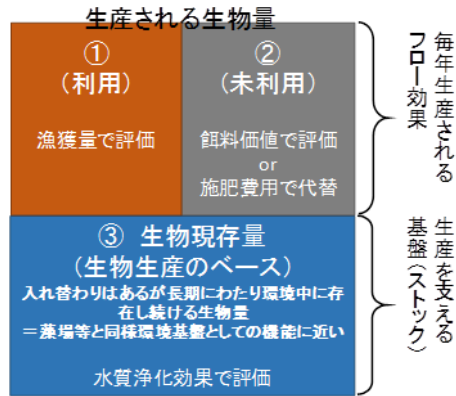 生産される生物量
①
(利用)
漁獲量で評価
②
(未利用)
餌料価値で評価
or
施肥費用で代替
毎年生産される
フロー効果
③ 生物現存量
(生物生産のベース)
入れ替わりはあるが長期にわたり環境中に存
在し続ける生物量
＝藻場等と同様環境基盤としての機能に近い
水質浄化効果で評価
生産を支える
基盤(ストック)